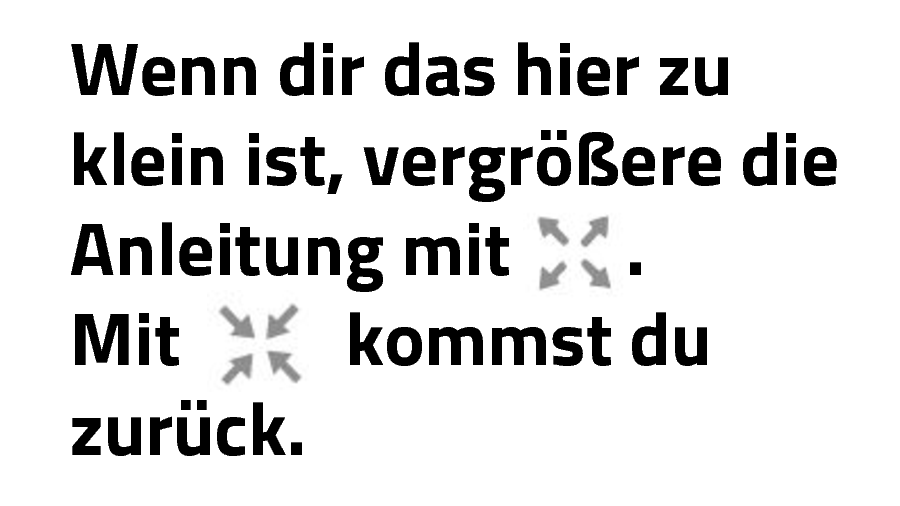 Wenn dir das hier zu
klein ist, vergrößere die
Anleitung mit .
Mit kommst du
zurück.